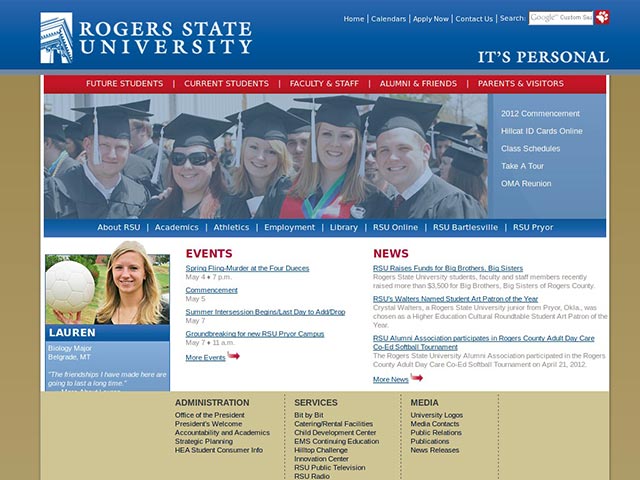 ROGERS STATE
UNIVERSITY
Home | Calendars | Apply Now | Contact Us | Search: Google™ Custom Sea
IT'S PERSONAL
FUTURE STUDENTS | CURRENT STUDENTS | FACULTY & STAFF | ALUMNI & FRIENDS | PARENTS & VISITORS
2012 Commencement
Hillcat ID Cards Online
Class Schedules
Take A Tour
OMA Reunion
About RSU | Academics | Athletics | Employment | Library | RSU Online | RSU Bartlesville | RSU Pryor
LAUREN
Biology Major
Belgrade, MT
"The friendships I have made here are
going to last a long time."
EVENTS
Spring Fling-Murder at the Four Dueces
May 4 ♦ 7 p.m.
Commencement
May 5
Summer Intersession Begins/Last Day to Add/Drop
May 7
Groundbreaking for new RSU Pryor Campus
May 7 ♦ 11 a.m.
More Events
NEWS
RSU Raises Funds for Big Brothers, Big Sisters
Rogers State University students, faculty and staff members recently
raised more than $3,500 for Big Brothers, Big Sisters of Rogers County.
RSU's Walters Named Student Art Patron of the Year
Crystal Walters, a Rogers State University junior from Pryor, Okla., was
chosen as a Higher Education Cultural Roundtable Student Art Patron of the
Year.
RSU Alumni Association participates in Rogers County Adult Day Care
Co-Ed Softball Tournament
The Rogers State University Alumni Association participated in the Rogers
County Adult Day Care Co-Ed Softball Tournament on April 21, 2012.
More News
ADMINISTRATION
Office of the President
President's Welcome
Accountability and Academics
Strategic Planning
HEA Student Consumer Info
SERVICES
Bit by Bit
Catering/Rental Facilities
Child Development Center
EMS Continuing Education
Hilltop Challenge
Innovation Center
RSU Public Television
RSU Radio
MEDIA
University Logos
Media Contacts
Public Relations
Publications
News Releases